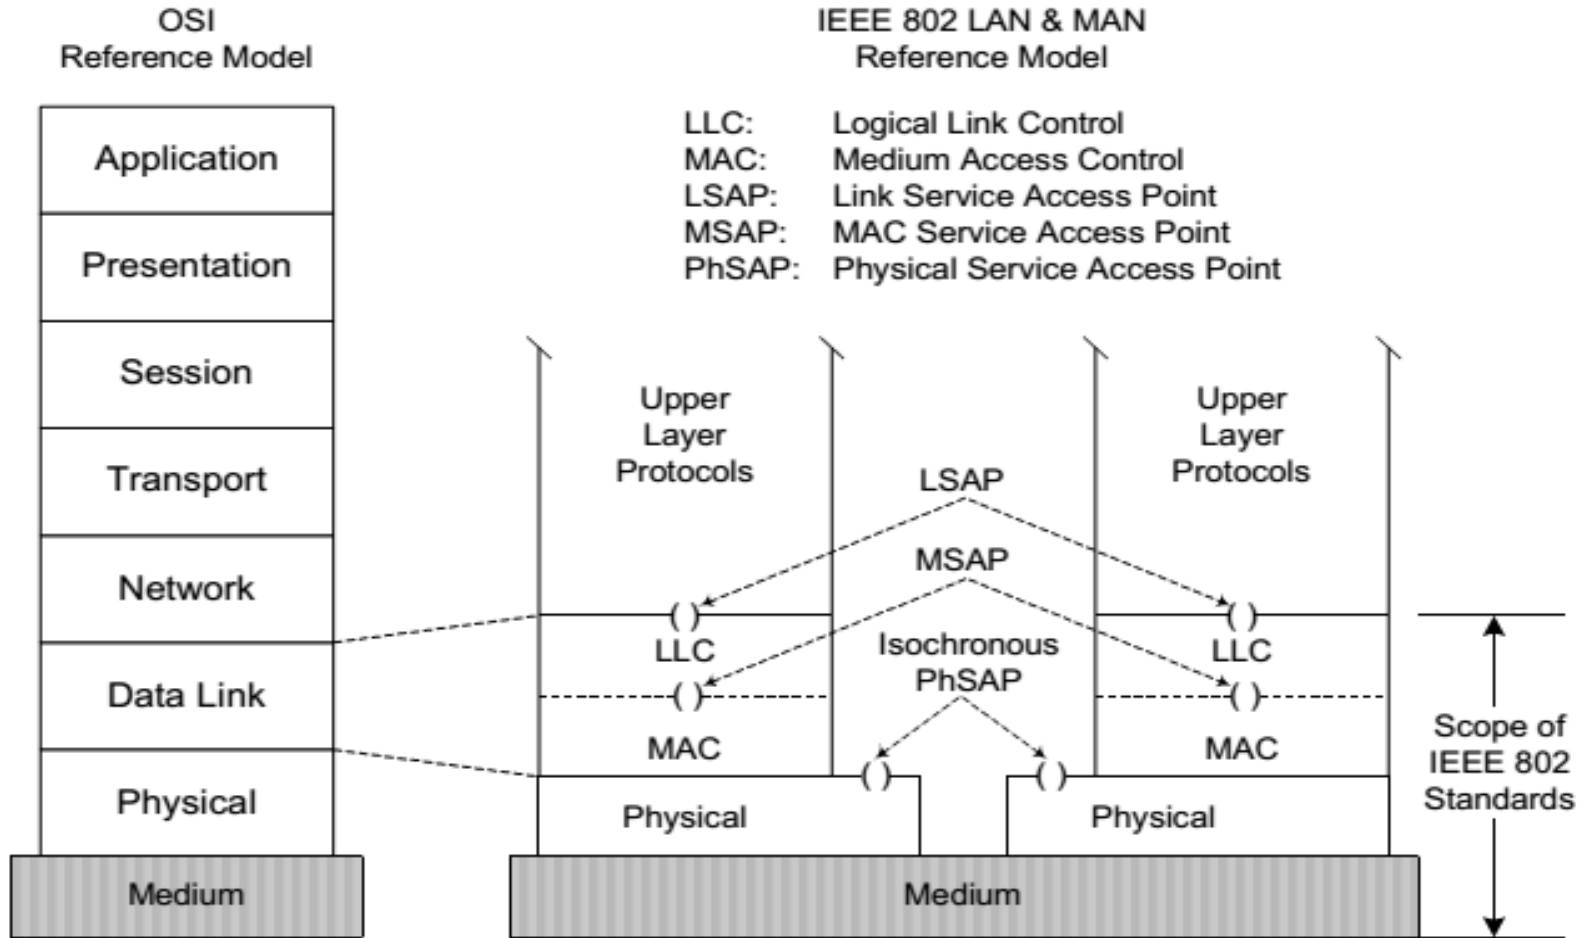 OSI
Reference Model
IEEE 802 LAN & MAN
Reference Model
LLC: Logical Link Control
MAC: Medium Access Control
LSAP: Link Service Access Point
MSAP: MAC Service Access Point
PhSAP: Physical Service Access Point
Application
Presentation
Session
Transport
Network
Data Link
Physical
Medium
Upper
Layer
Protocols
LSAP
MSAP
Isochronous
PhSAP
Upper
Layer
Protocols
( )
( )
LLC
LLC
( )
( )
MAC
MAC
( )
( )
Physical
Physical
Medium
Scope of
IEEE 802
Standards